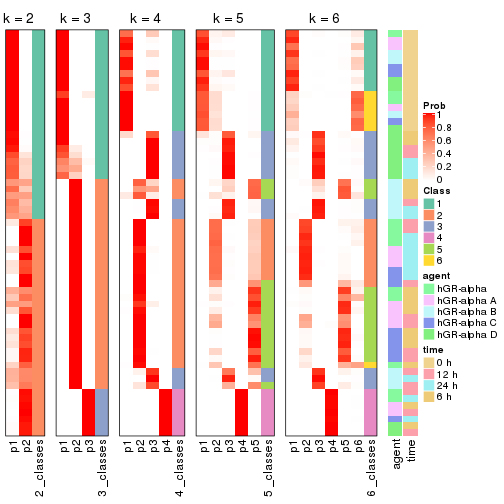 k = 2
k = 3
k = 4
k = 5
k = 6
p1
p2
2_classes
p1
p2
p3
3_classes
p1
p2
p3
p4
4_classes
p1
p2
p3
p4
p5
5_classes
p1
p2
p3
p4
p5
p6
6_classes
agent
time
Prob
1
0.8
0.6
0.4
0.2
0
Class
1
2
3
4
5
6
agent
hGR-alpha
hGR-alpha A
hGR-alpha B
hGR-alpha C
hGR-alpha D
time
0 h
12 h
24 h
6 h